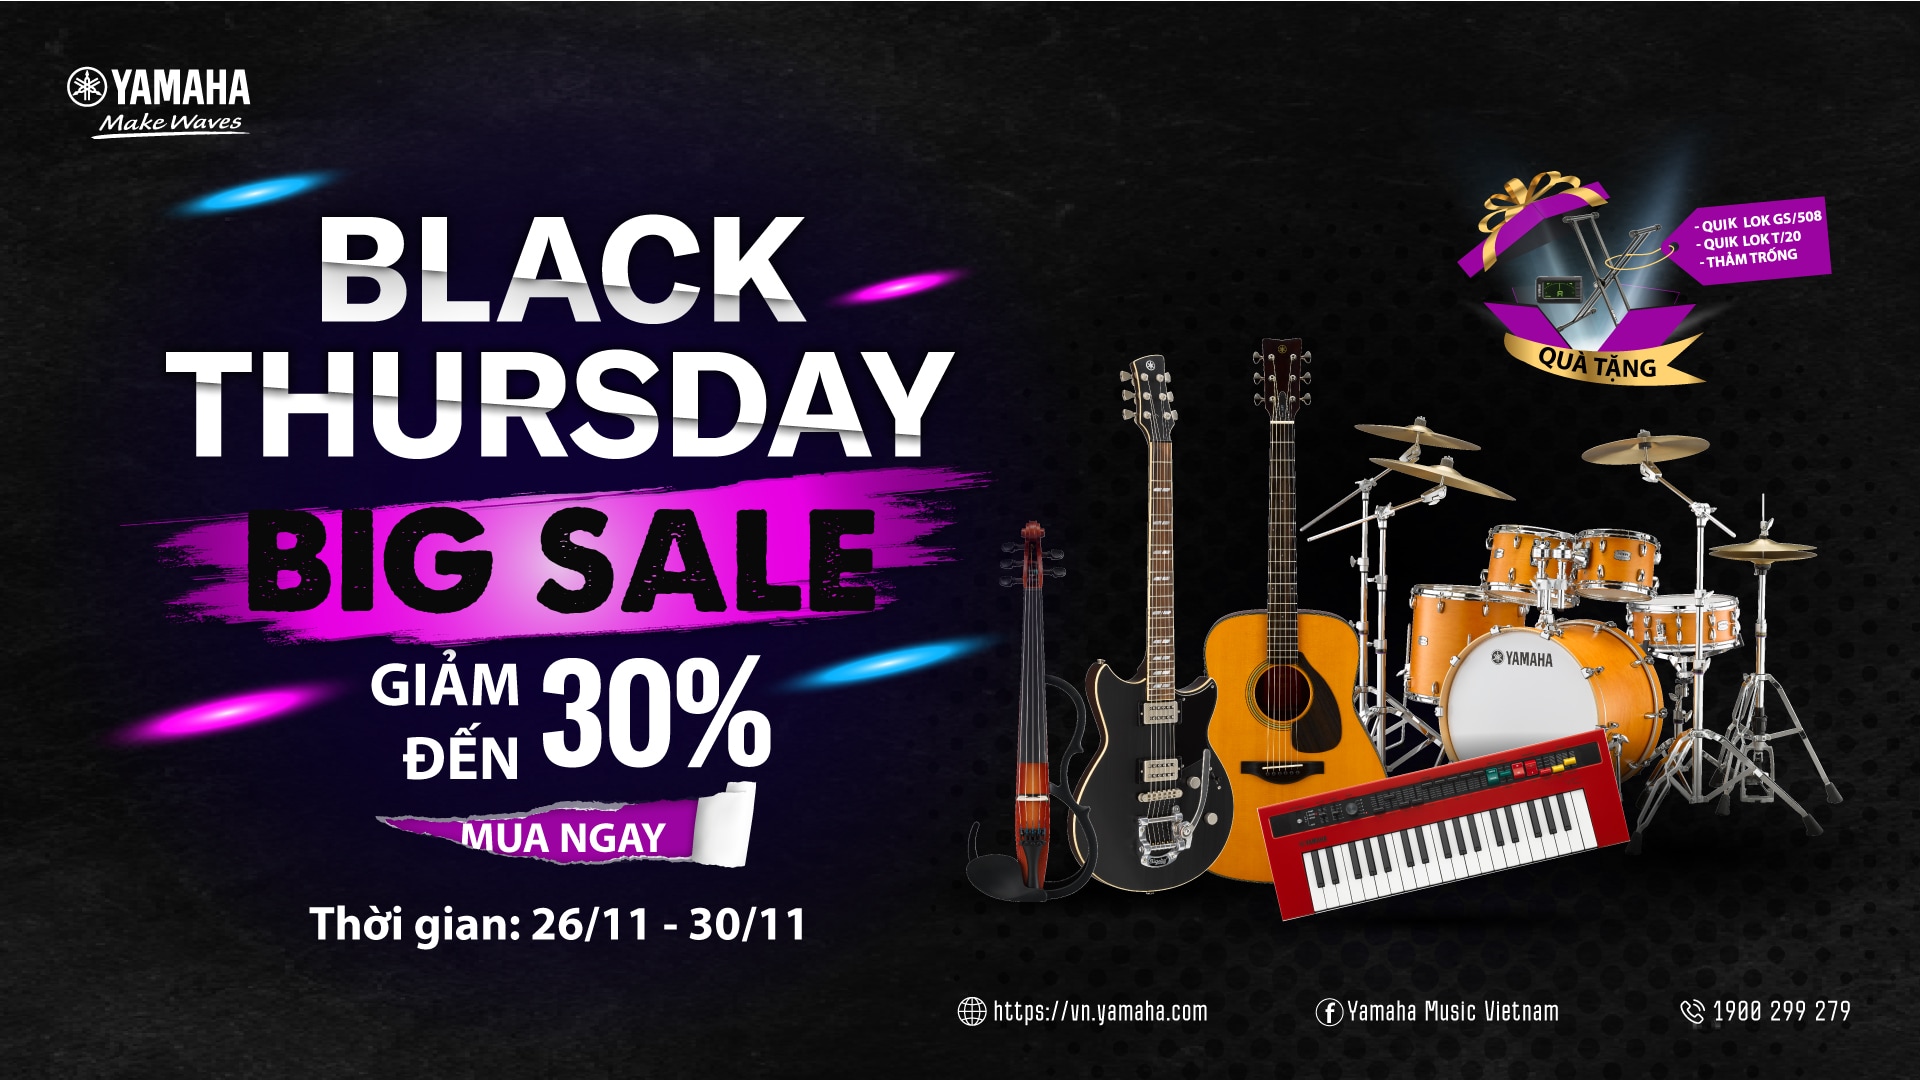 YAMAHA
Make Waves
BLACK
THURSDAY
BIG SALE
GIẢM
ĐẾN 30%
MUA NGAY
Thời gian: 26/11 - 30/11
- QUIK LOK GS/508
- QUIK LOK T/20
- THẢM TRỐNG
QUÀ TẶNG
YAMAHA
https://vn.yamaha.com
Yamaha Music Vietnam
1900 299 279